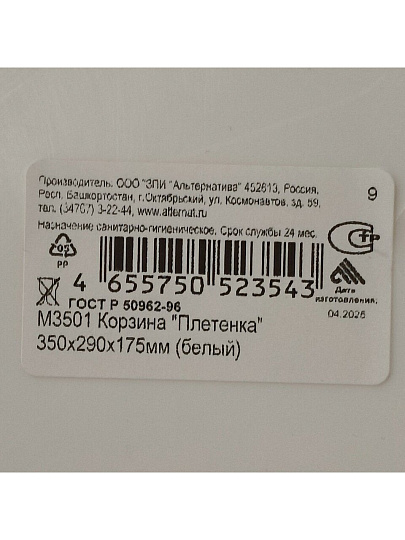 Производитель: ООО "ЗПИ "Альтернатива" 452613, Россия,
Респ. Башкортостан, г.Октябрьский, ул. Космонавтов, зд. 59,
тел. (34767) 3-22-44, www.alternut.ru
Назначение санитарно-гигиеническое. Срок службы 24 мес.
9
05
PP
4 655750 523543
ГОСТ Р 50962-96
Дата
изготовления:
04.2025
М3501 Корзина "Плетенка"
350х290х175мм (белый)